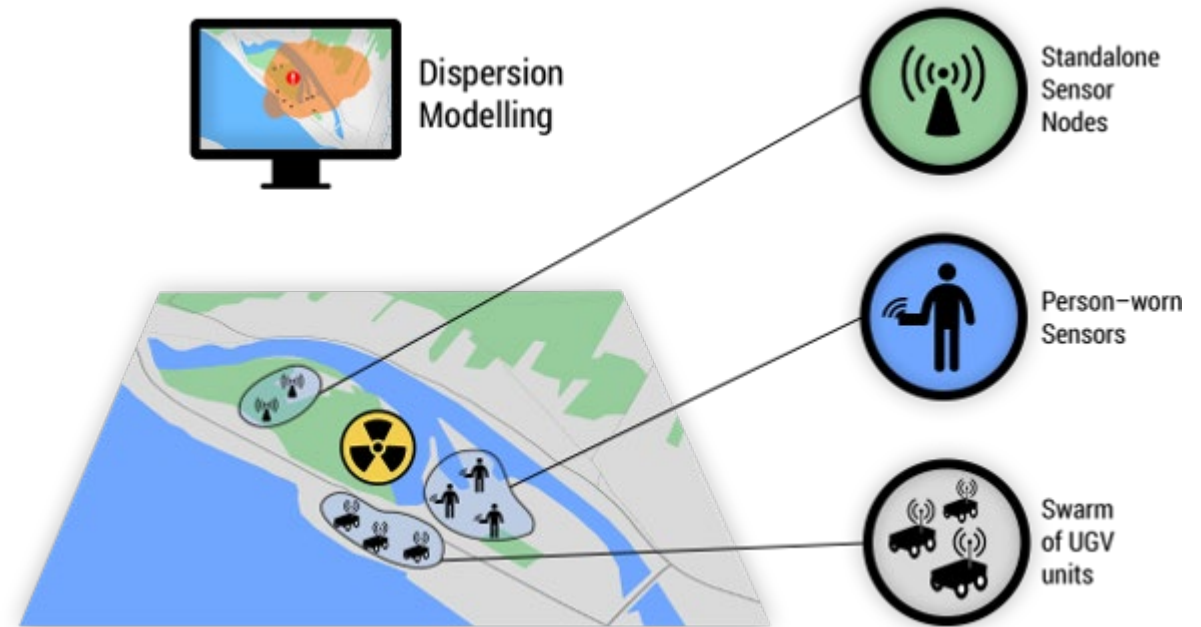 Dispersion
Modelling
Standalone
Sensor
Nodes
Person–worn
Sensors
Swarm
of UGV
units